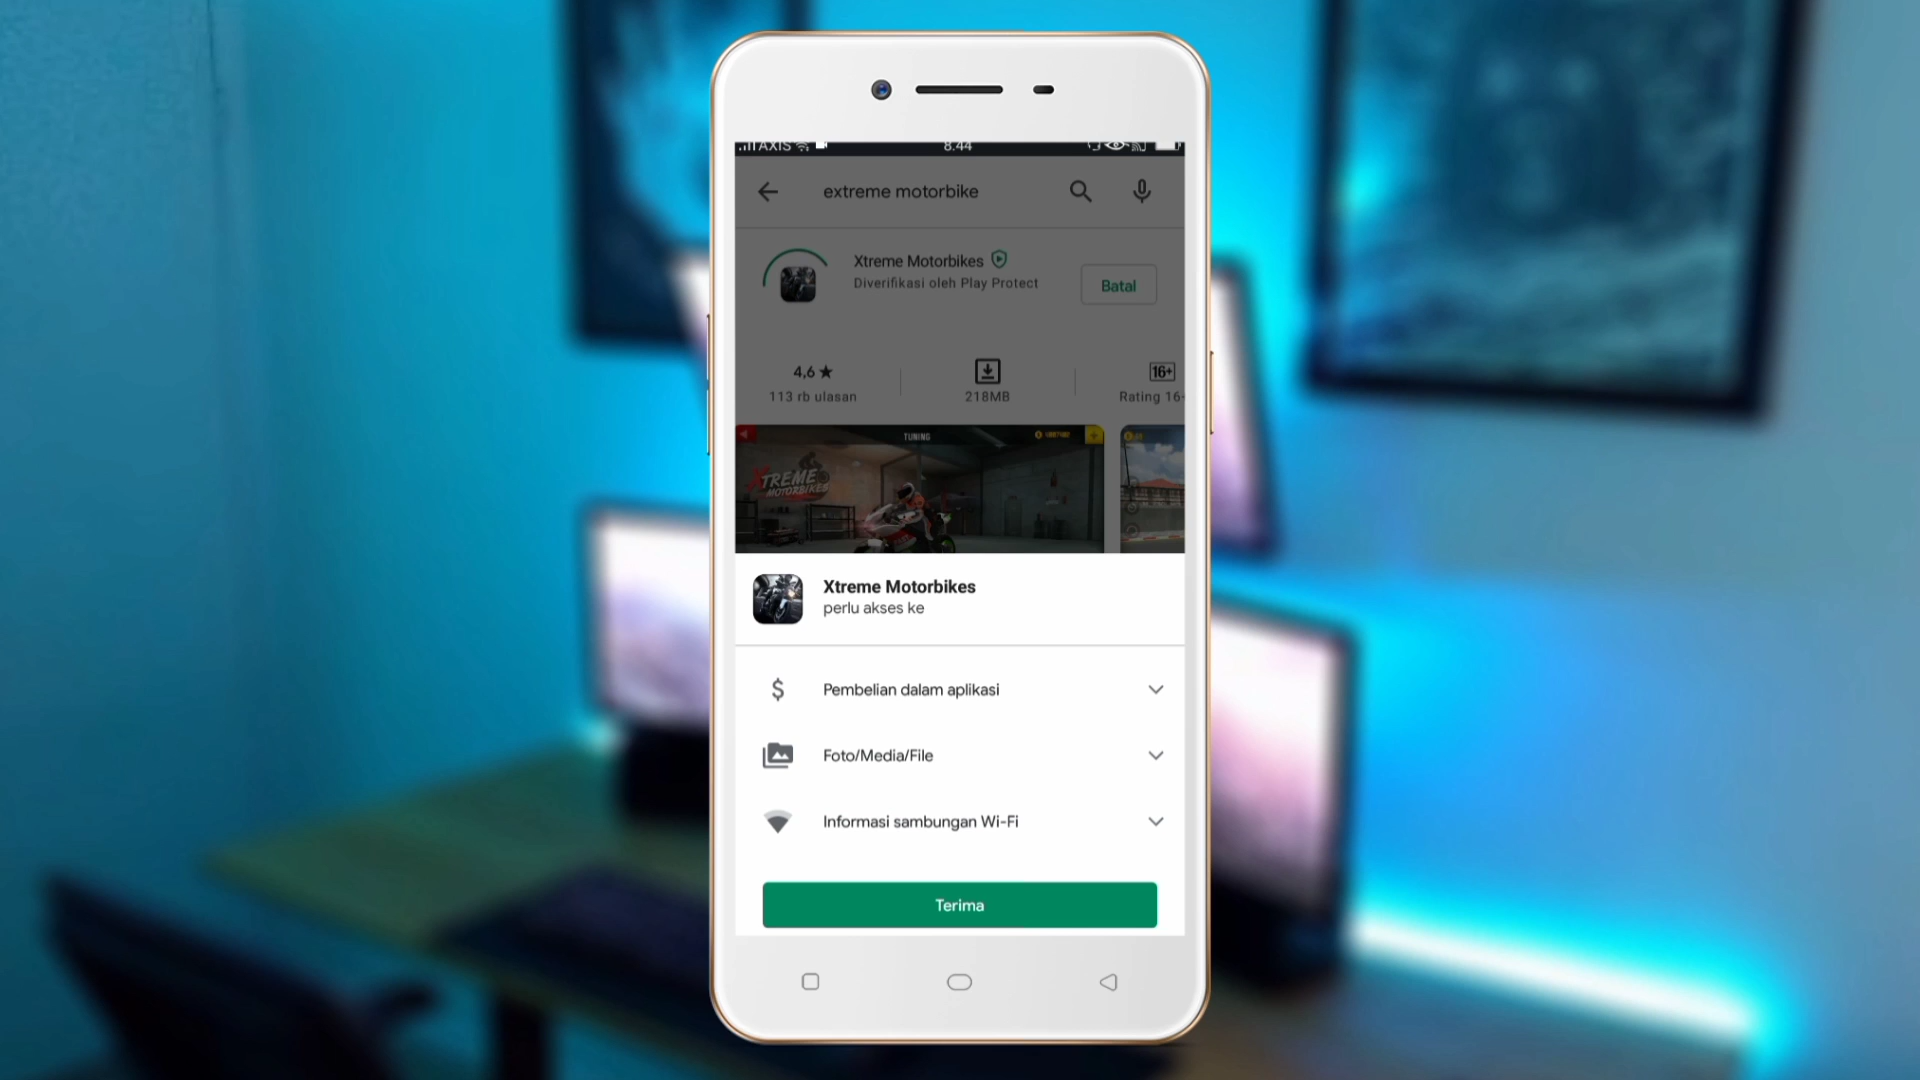 AXIS
8.44
extreme motorbike
Xtreme Motorbikes
Diverifikasi oleh Play Protect
Batal
4,6 ★
113 rb ulasan
218MB
16+
Rating 16+
TUNING
XTREME
MOTORBIKES
Xtreme Motorbikes
perlu akses ke
Pembelian dalam aplikasi
Foto/Media/File
Informasi sambungan Wi-Fi
Terima